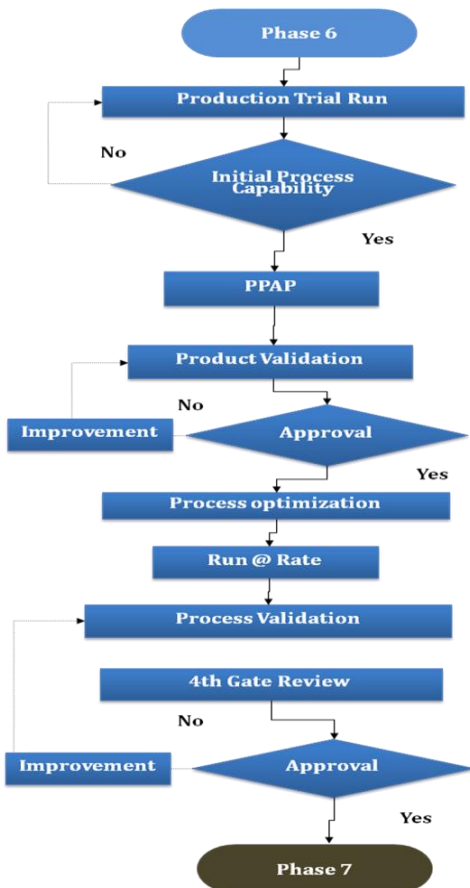 Phase 6
Production Trial Run
No
Initial Process
Capability
Yes
PPAP
Product Validation
No
Improvement
Approval
Yes
Process optimization
Run @ Rate
Process Validation
4th Gate Review
No
Improvement
Approval
Yes
Phase 7